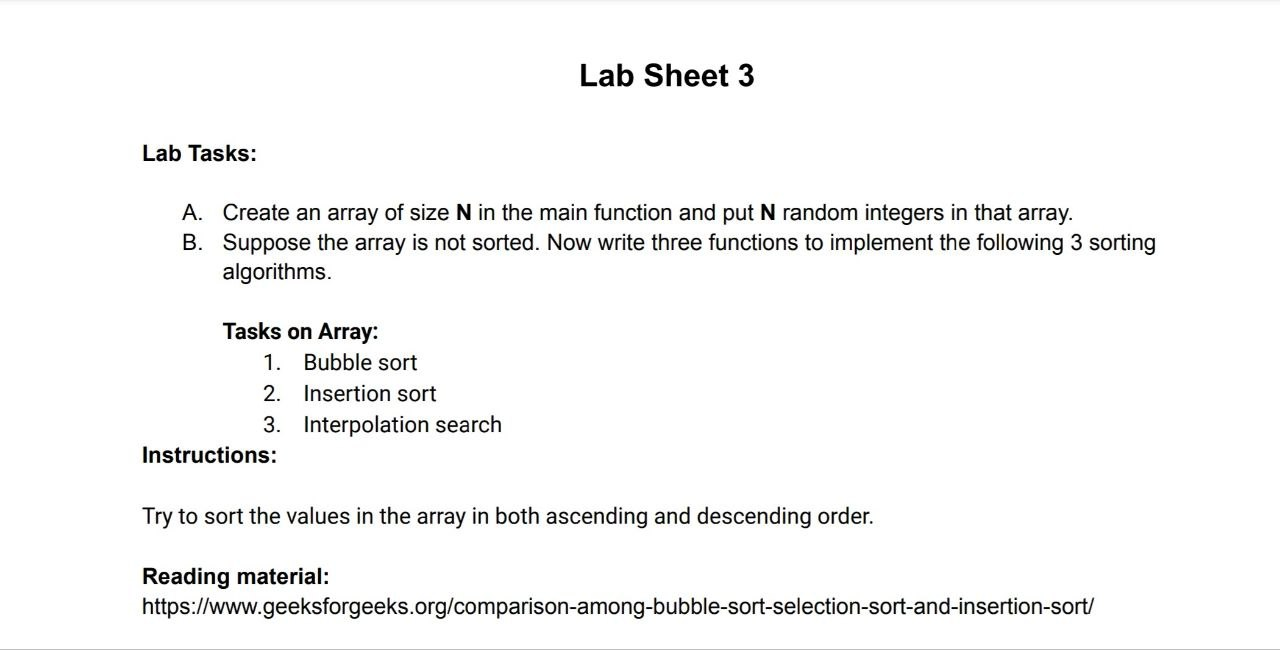 Lab Sheet 3
Lab Tasks:
A. Create an array of size N in the main function and put N random integers in that array.
B. Suppose the array is not sorted. Now write three functions to implement the following 3 sorting
algorithms.
Tasks on Array:
1. Bubble sort
2. Insertion sort
3. Interpolation search
Instructions:
Try to sort the values in the array in both ascending and descending order.
Reading material:
https://www.geeksforgeeks.org/comparison-among-bubble-sort-selection-sort-and-insertion-sort/